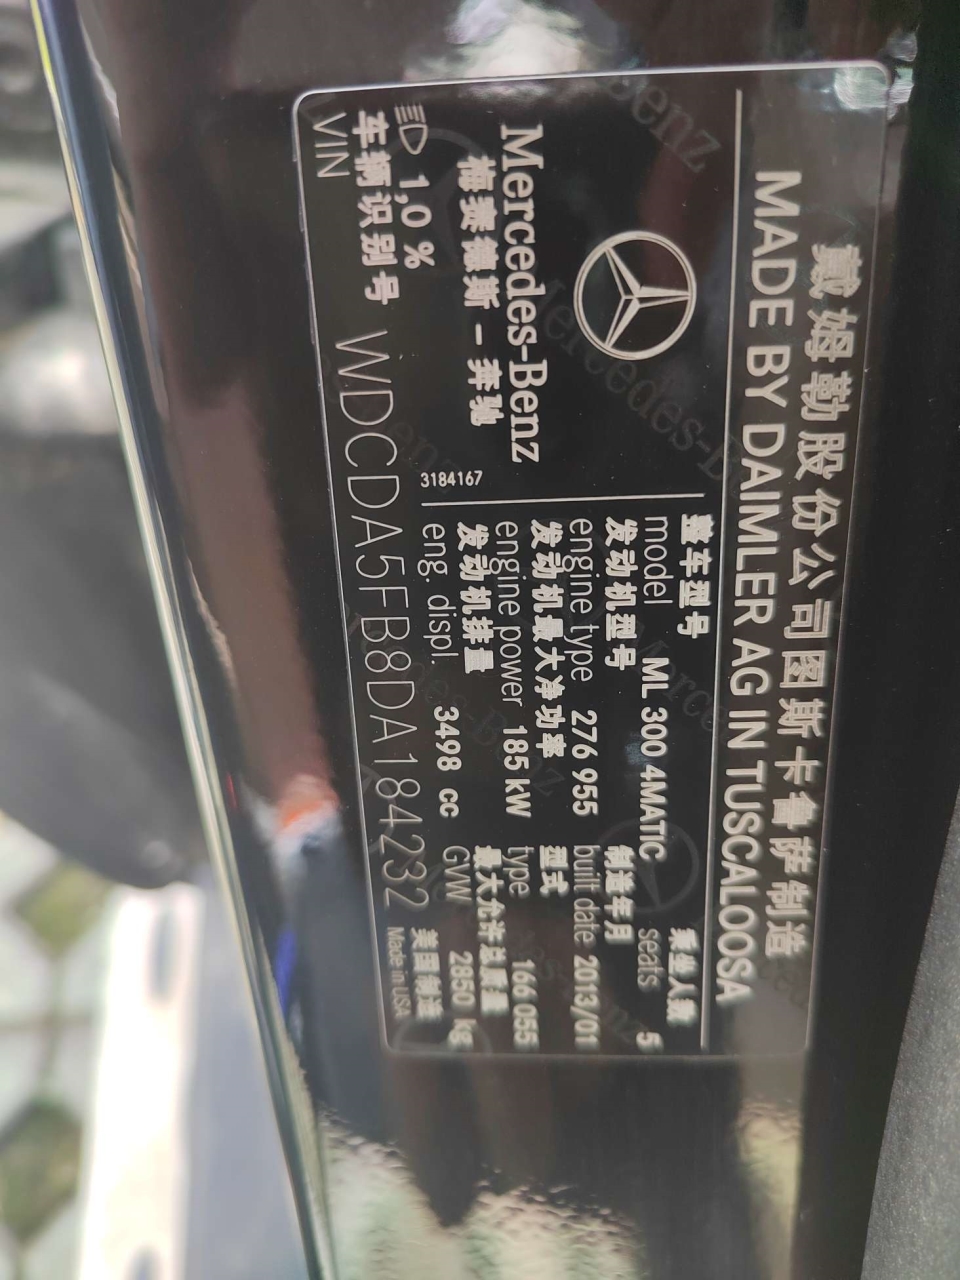 戴姆勒股份公司图斯卡鲁萨制造
MADE BY DAIMLER AG IN TUSCALOOSA
Mercedes-Benz
梅赛德斯－奔驰
1,0 %
3184167
整车型号 乘坐人数
model ML 300 4MATIC seats 5
发动机型号 制造年月
engine type 276 955 built date 2013/01
发动机最大净功率 型式
engine power 185 kW type 166 055
发动机排量 最大允许总质量
eng. displ. 3498 cc GVW 2850 kg
车辆识别号 美国制造
VIN WDCDA5FB8DA184232 Made in USA